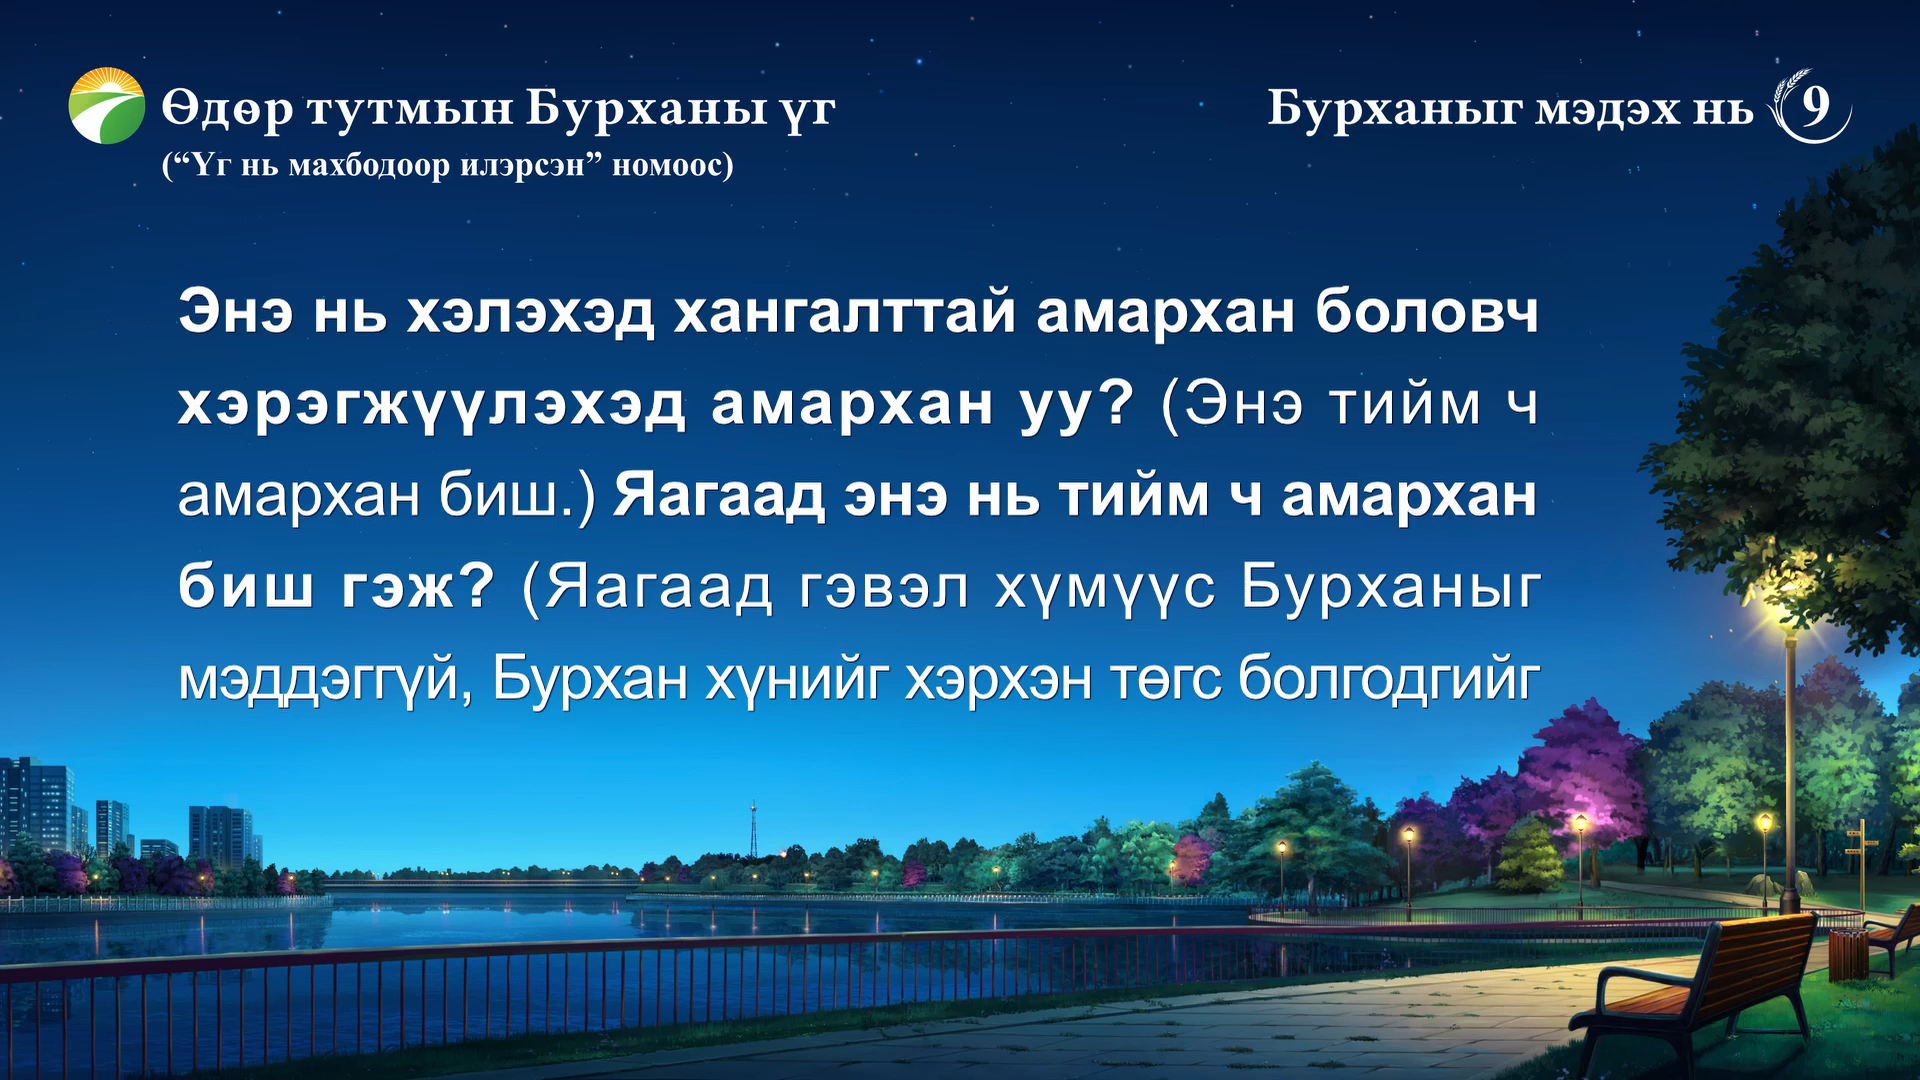 Өдөр тутмын Бурханы үг
(“Үг нь махбодоор илэрсэн” номоос)
Бурханыг мэдэх нь 9
Энэ нь хэлэхэд хангалттай амархан боловч
хэрэгжүүлэхэд амархан уу? (Энэ тийм ч
амархан биш.) Яагаад энэ нь тийм ч амархан
биш гэж? (Яагаад гэвэл хүмүүс Бурханыг
мэддэггүй, Бурхан хүнийг хэрхэн төгс болгодгийг